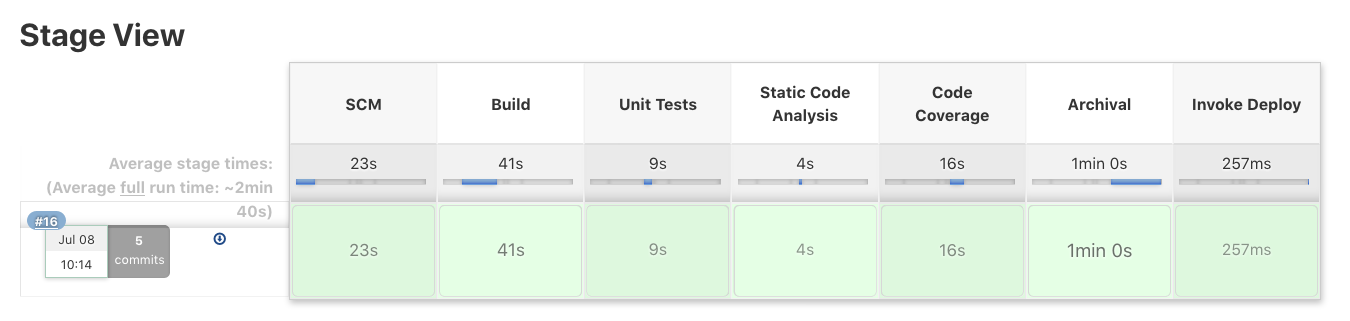 Stage View
SCM
Build
Unit Tests
Static Code
Analysis
Code
Coverage
Archival
Invoke Deploy
Average stage times:
(Average full run time: ~2min
40s)
23s
41s
9s
4s
16s
1min 0s
257ms
#16
Jul 08
10:14
5
commits
23s
41s
9s
4s
16s
1min 0s
257ms